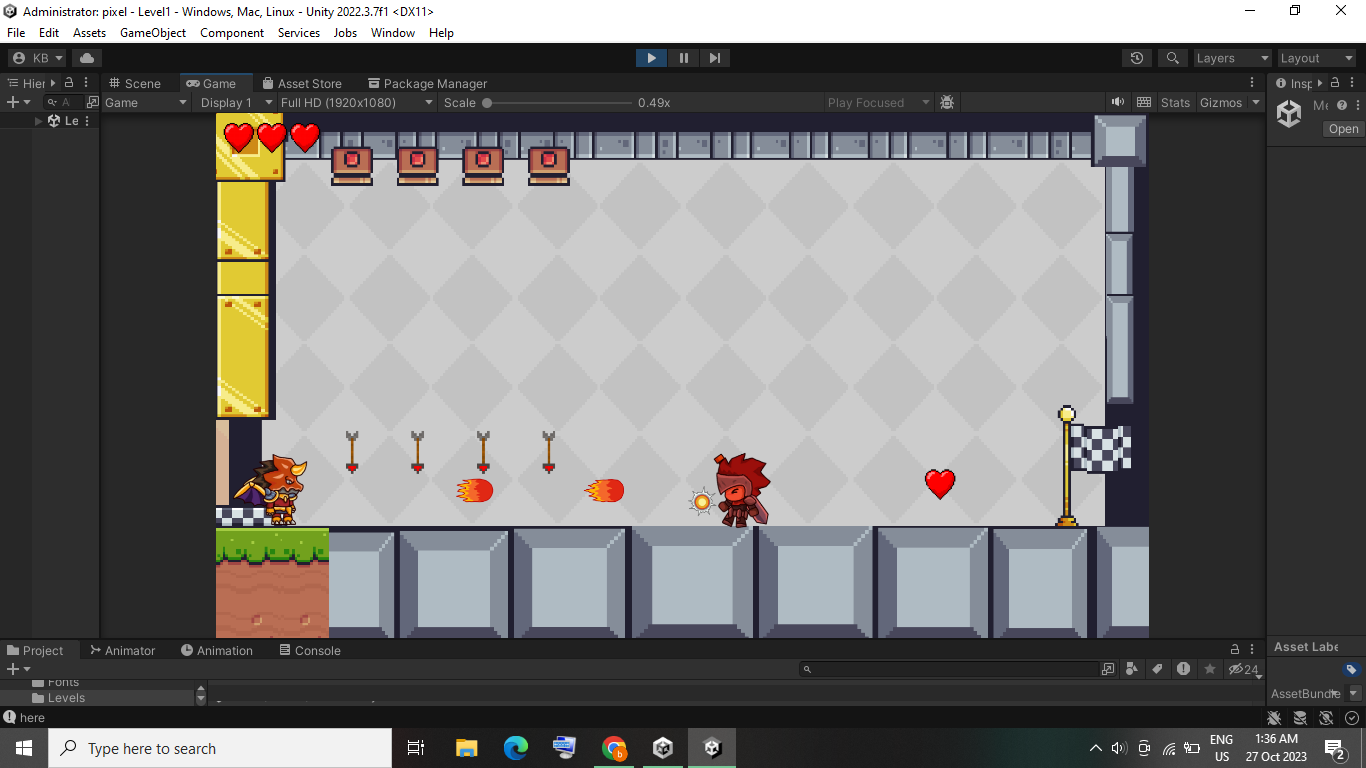 Administrator: pixel - Level1 - Windows, Mac, Linux - Unity 2022.3.7f1 <DX11>
File Edit Assets GameObject Component Services Jobs Window Help
KB Layers Layout
Hier Scene Game Asset Store Package Manager Insp
A Game Display 1 Full HD (1920x1080) Scale 0.49x Play Focused Stats Gizmos
Le
Open
Project Animator Animation Console Asset Labe
24
Fonts
Levels AssetBundle
here
Type here to search
ENG 1:36 AM
US 27 Oct 2023 2